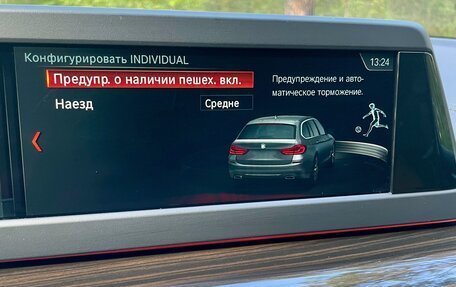 Конфигурировать INDIVIDUAL
13:24
Предупр. о наличии пешех. вкл.
Наезд
Средне
Предупреждение и авто-
матическое торможение.